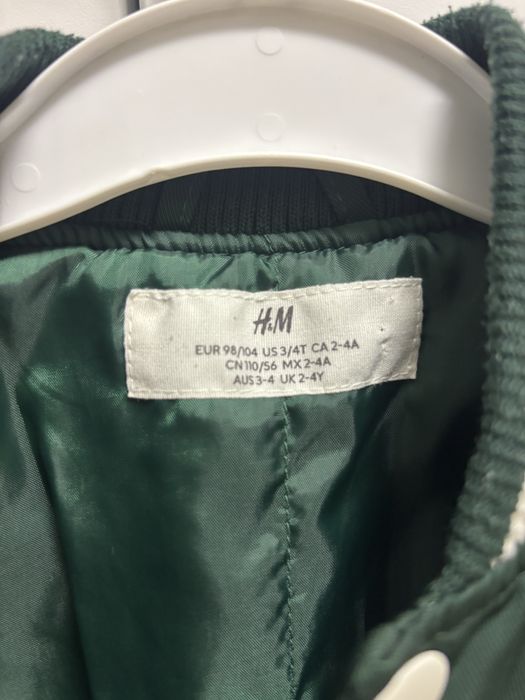 H&M
EUR 98/104 US 3/4T CA 2-4A
CN110/56 MX 2-4A
AUS 3-4 UK 2-4Y